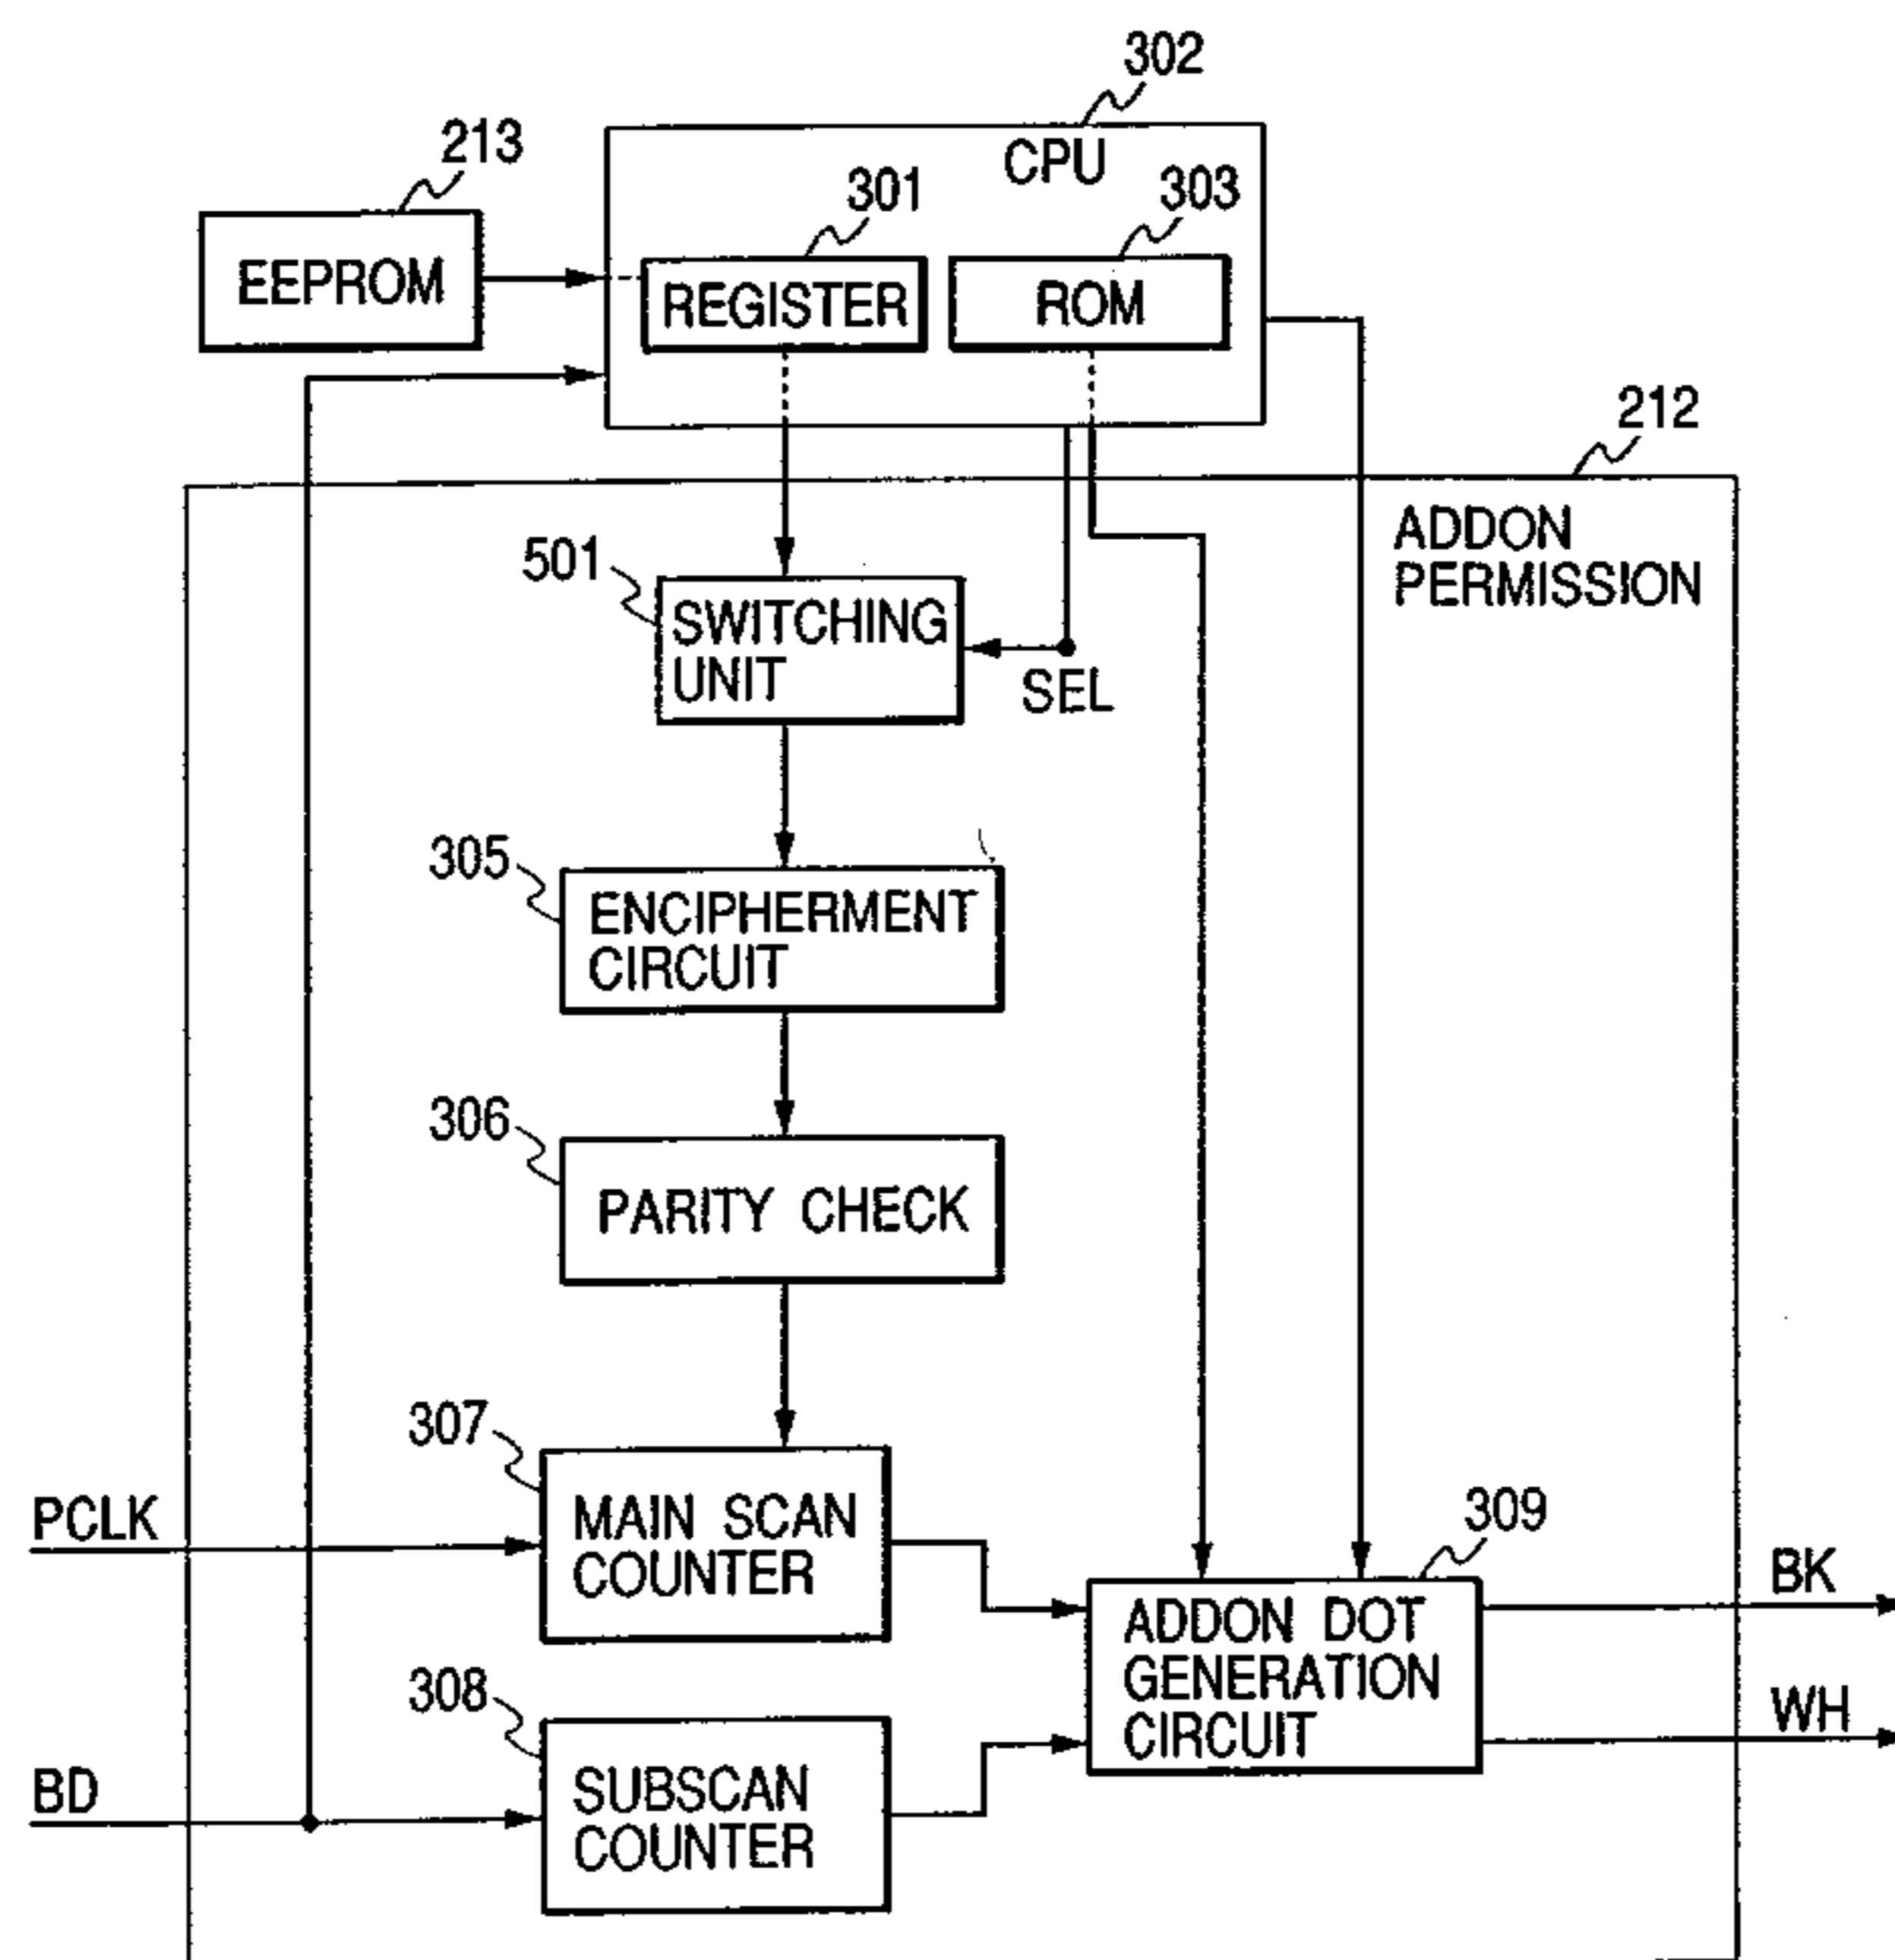 302
213
CPU
301
303
EEPROM
REGISTER
ROM
212
ADDON
PERMISSION
501
SWITCHING
UNIT
SEL
305
ENCIPHERMENT
CIRCUIT
306
PARITY CHECK
307
PCLK
MAIN SCAN
COUNTER
309
BK
ADDON DOT
GENERATION
CIRCUIT
308
WH
BD
SUBSCAN
COUNTER